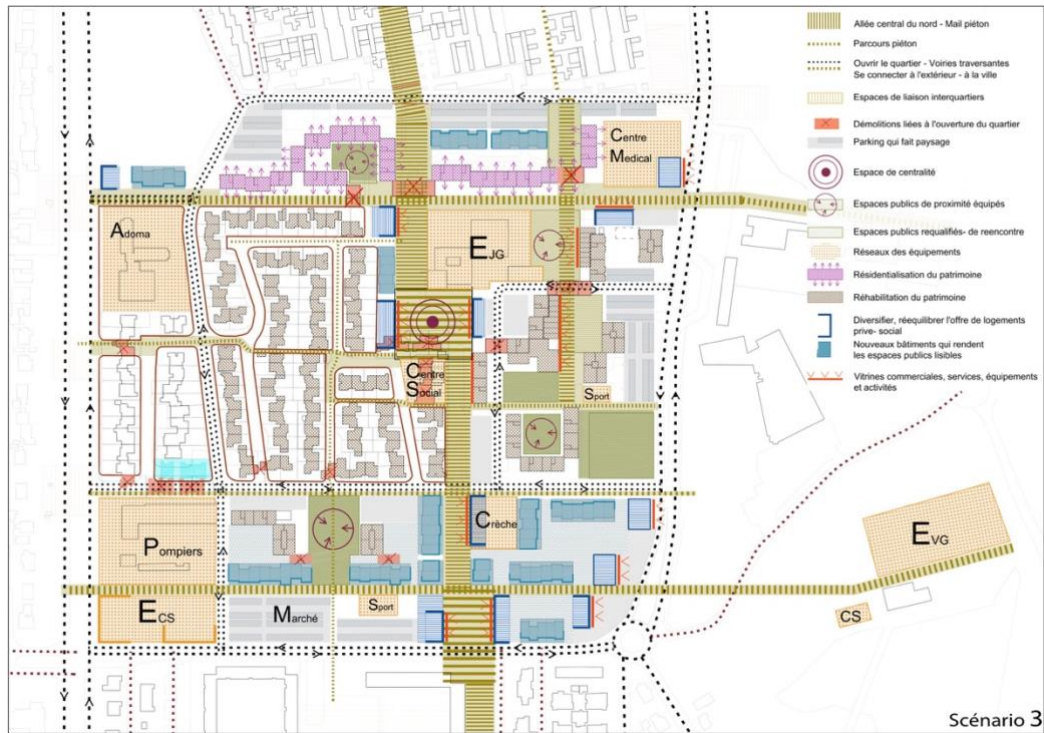 Allée central du nord - Mail piéton
Parcours piéton
Ouvrir le quartier - Voiries traversantes
Se connecter à l'extérieur - à la ville
Espaces de liaison interquartiers
Démolitions liées à l'ouverture du quartier
Parking qui fait paysage
Espace de centralité
Espaces publics de proximité équipés
Espaces publics requalifiés- de reencontre
Réseaux des équipements
Résidentialisation du patrimoine
Réhabilitation du patrimoine
Diversifier, réequilibrer l'offre de logements
prive- social
Nouveaux bâtiments qui rendent
les espaces publics lisibles
Vitrines commerciales, services, équipements
et activités
Centre
Medical
Adoma
EJG
Centre
Social
Sport
Pompiers
Crèche
EVG
ECS
Marché
Sport
CS
Scénario 3